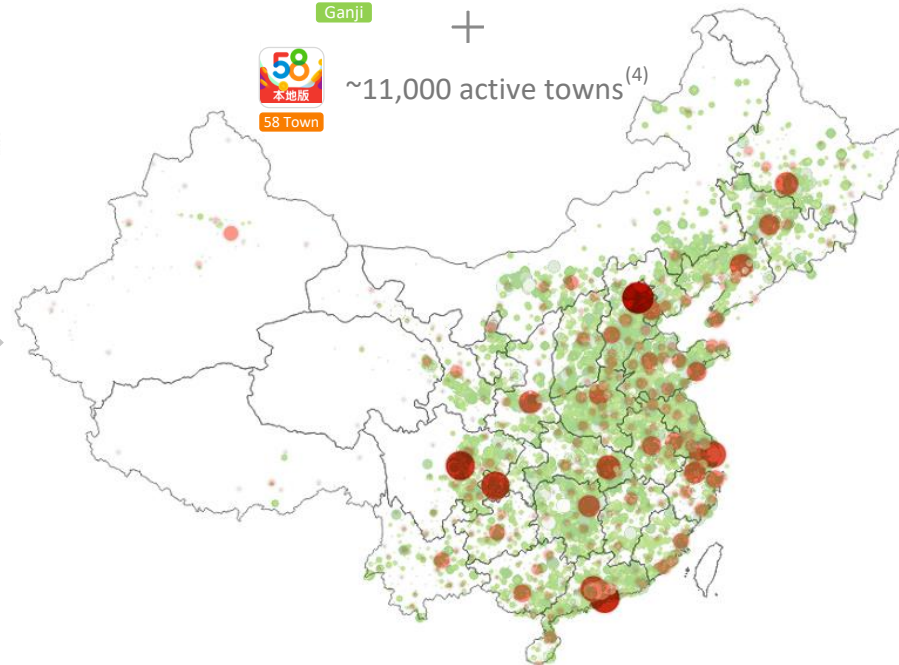 Ganji
+
58
本地版
~11,000 active towns(4)
58 Town